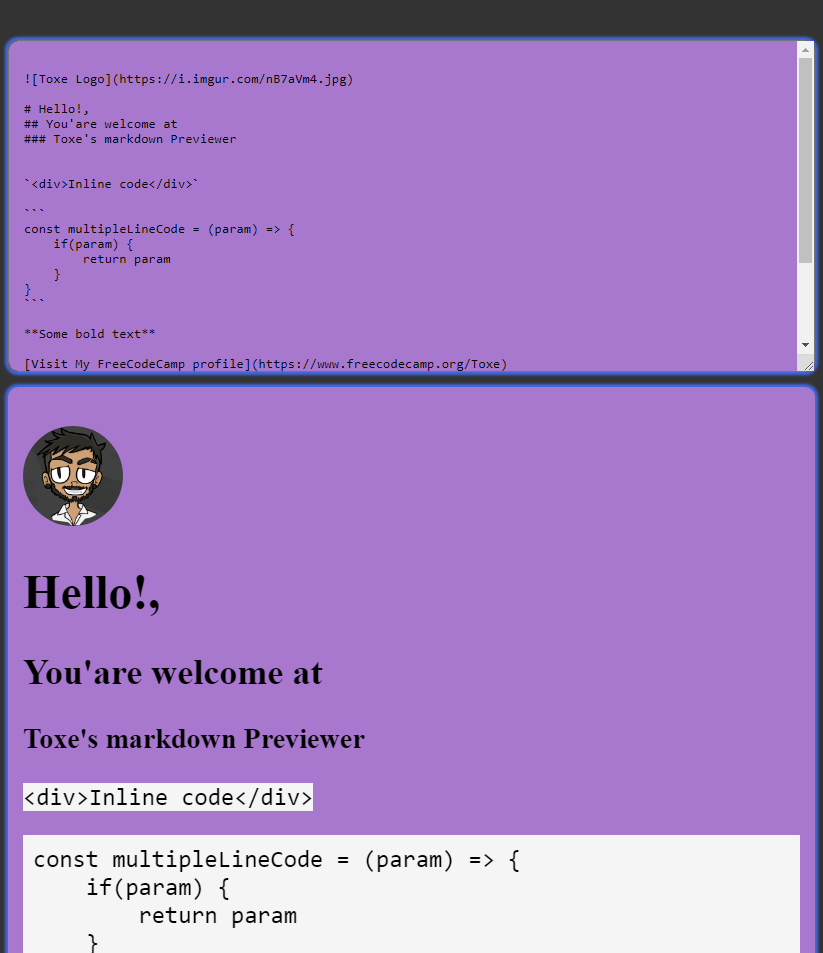 ![Toxe Logo](https://i.imgur.com/nB7aVm4.jpg)
# Hello!,
## You'are welcome at
### Toxe's markdown Previewer
`<div>Inline code</div>`
```
const multipleLineCode = (param) => {
    if(param) {
        return param
    }
}
```
**Some bold text**
[Visit My FreeCodeCamp profile](https://www.freecodecamp.org/Toxe)
Hello!,
You'are welcome at
Toxe's markdown Previewer
<div>Inline code</div>
const multipleLineCode = (param) => {
    if(param) {
        return param
    }